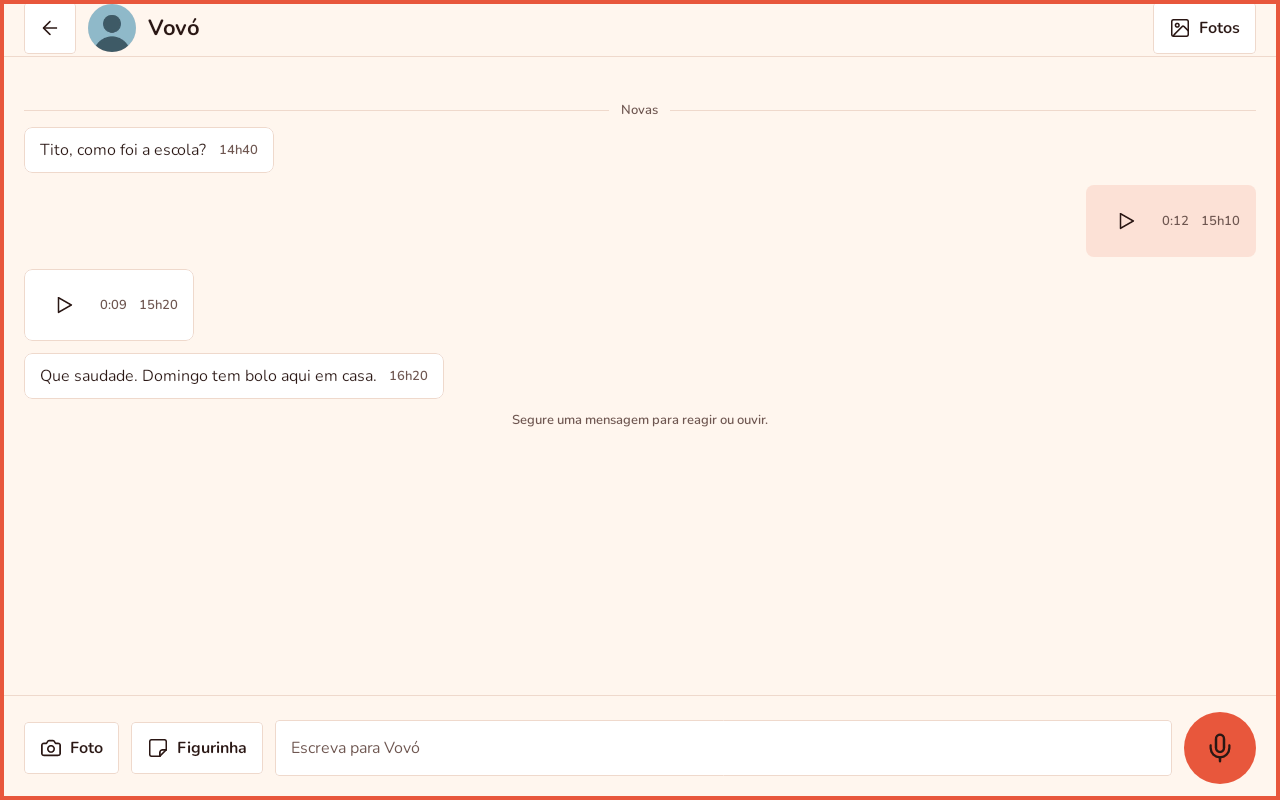 Vovó
Fotos
Novas
Tito, como foi a escola? 14h40
0:12 15h10
0:09 15h20
Que saudade. Domingo tem bolo aqui em casa. 16h20
Segure uma mensagem para reagir ou ouvir.
Foto
Figurinha
Escreva para Vovó